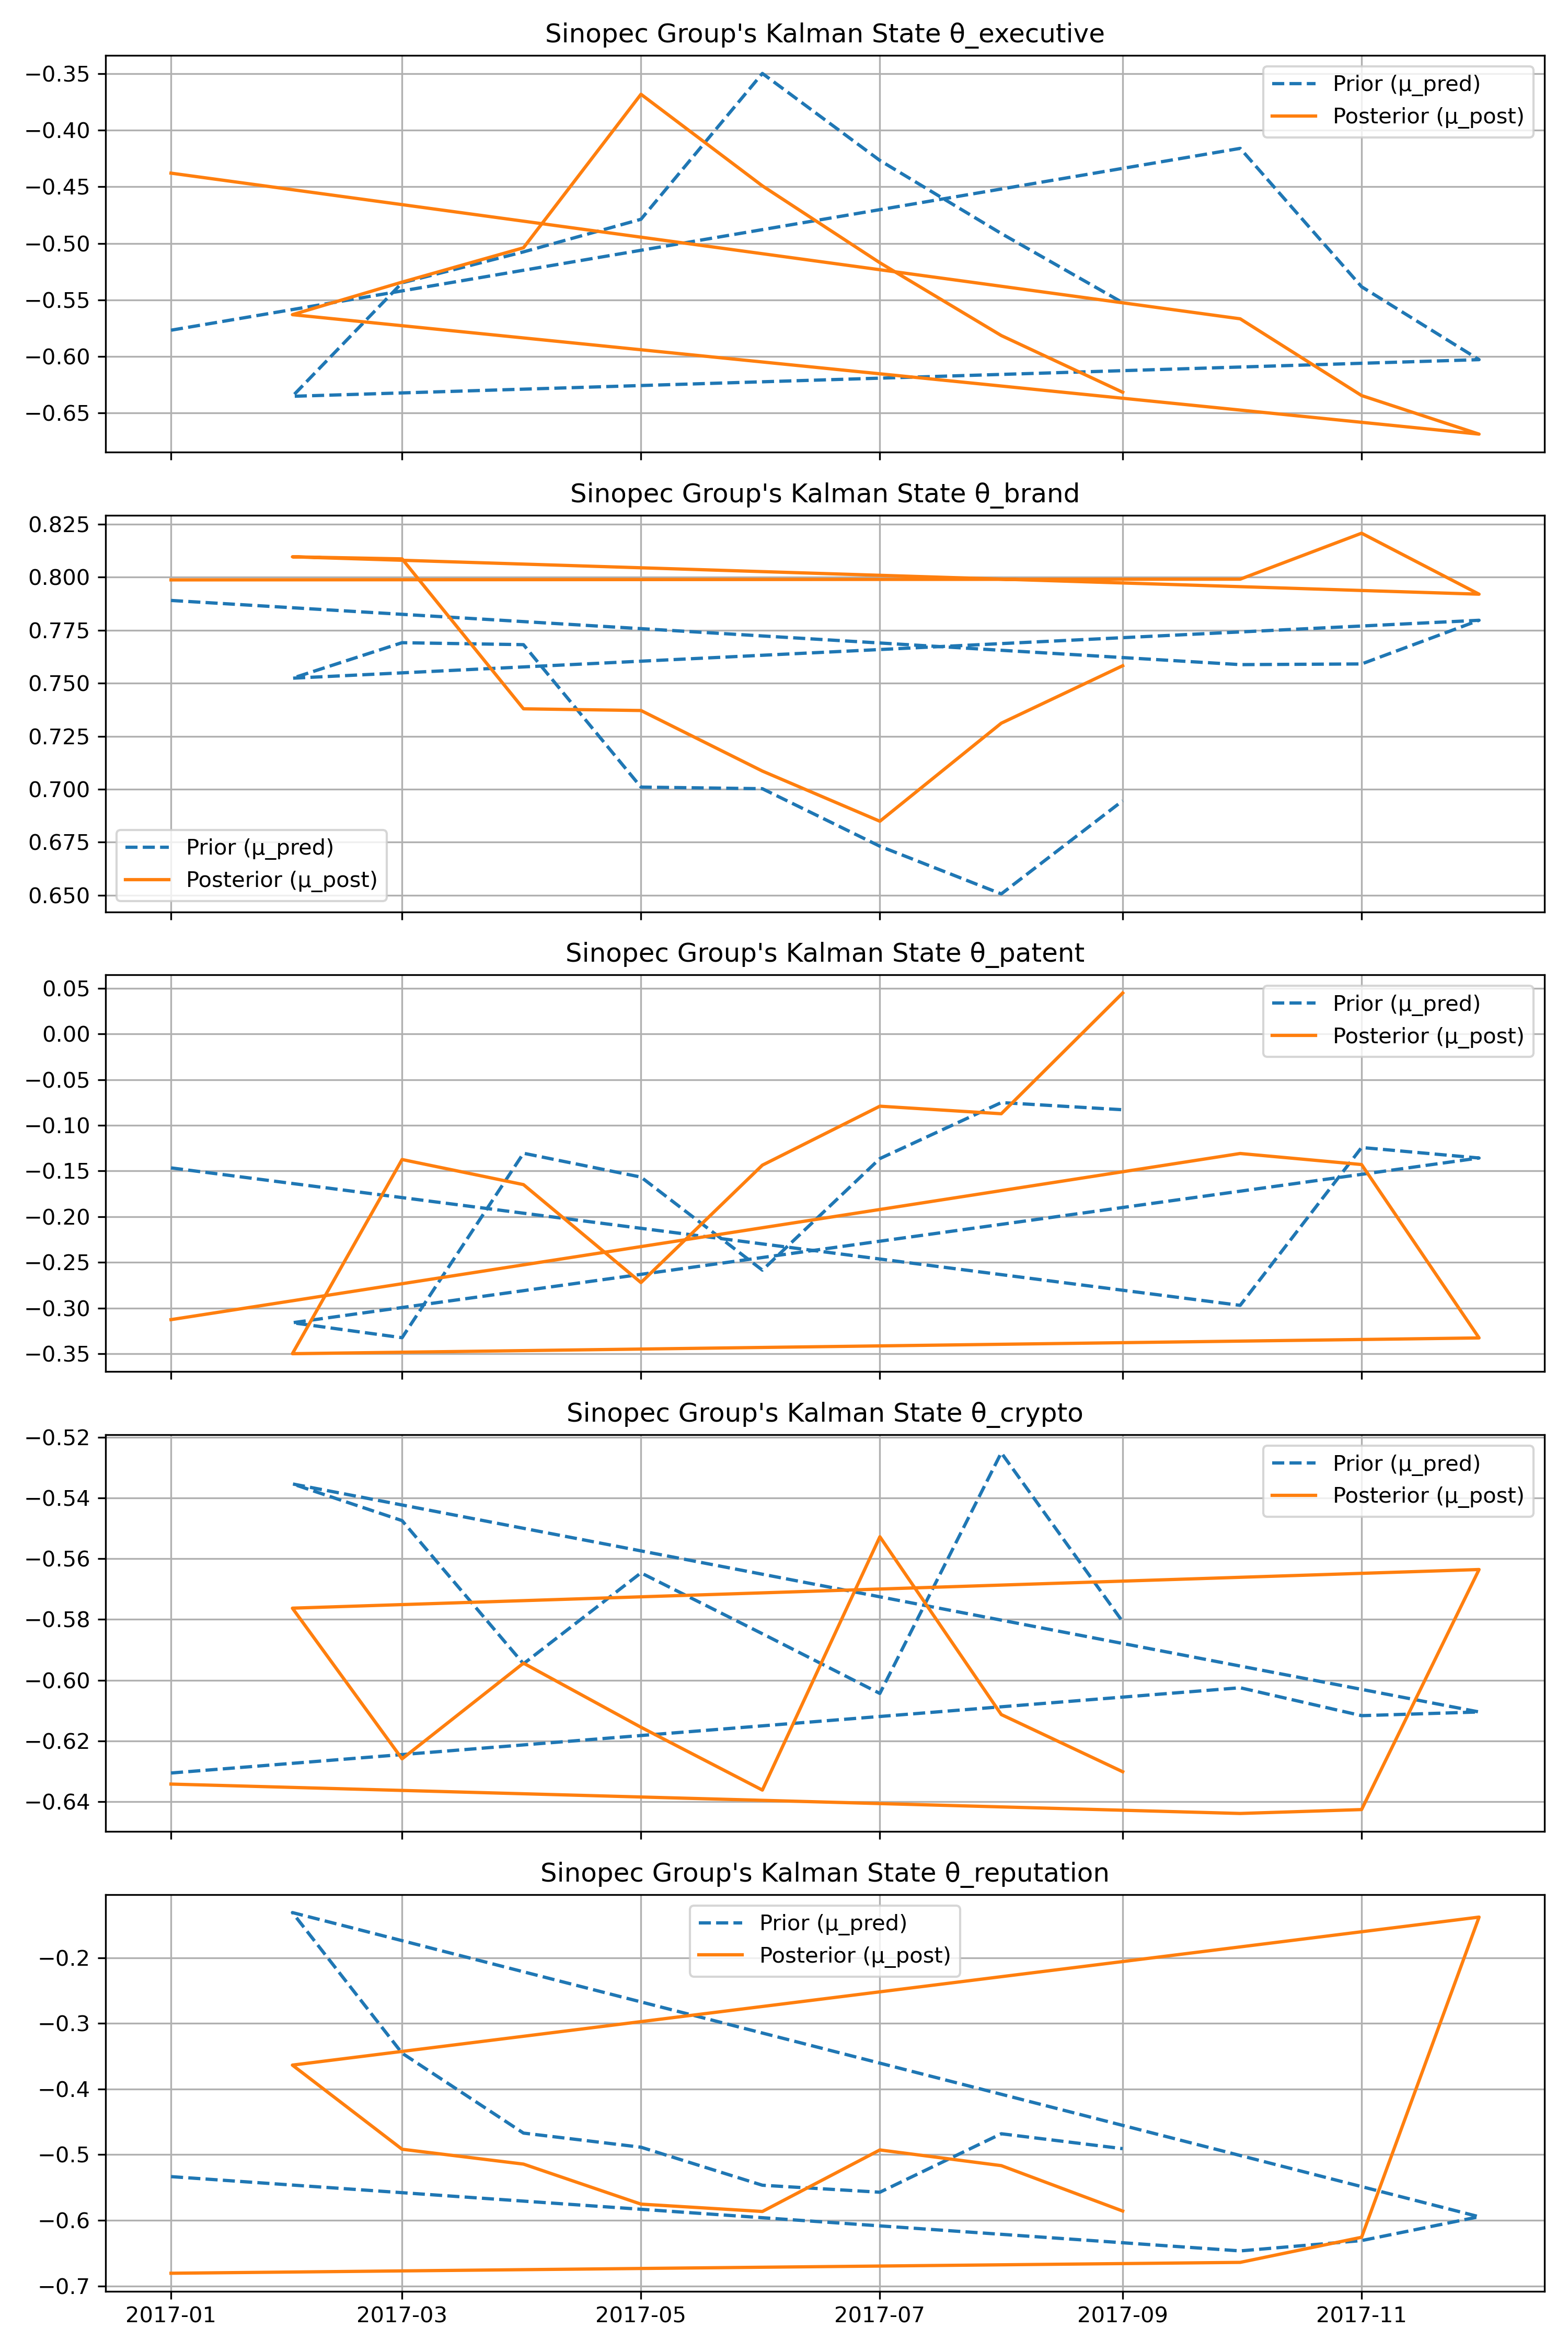 Sinopec Group's Kalman State θ_executive
−0.35
−0.40
−0.45
−0.50
−0.55
−0.60
−0.65
Prior (μ_pred)
Posterior (μ_post)
Sinopec Group's Kalman State θ_brand
0.825
0.800
0.775
0.750
0.725
0.700
0.675
0.650
Prior (μ_pred)
Posterior (μ_post)
Sinopec Group's Kalman State θ_patent
0.05
0.00
−0.05
−0.10
−0.15
−0.20
−0.25
−0.30
−0.35
Prior (μ_pred)
Posterior (μ_post)
Sinopec Group's Kalman State θ_crypto
−0.52
−0.54
−0.56
−0.58
−0.60
−0.62
−0.64
Prior (μ_pred)
Posterior (μ_post)
Sinopec Group's Kalman State θ_reputation
−0.2
−0.3
−0.4
−0.5
−0.6
−0.7
Prior (μ_pred)
Posterior (μ_post)
2017-01 2017-03 2017-05 2017-07 2017-09 2017-11